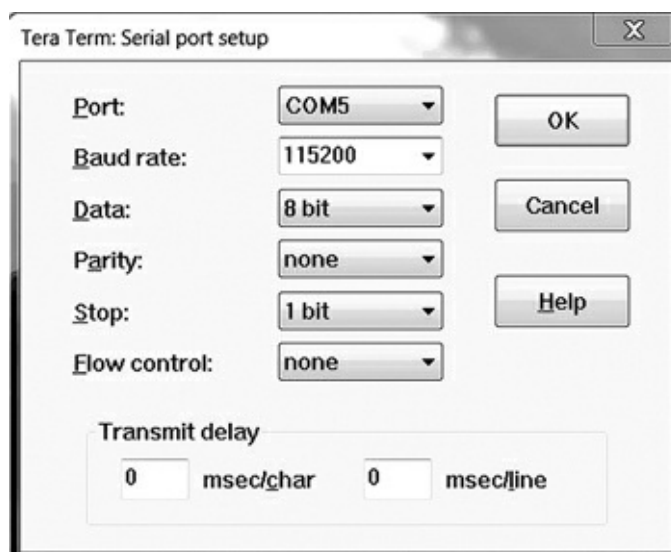 Tera Term: Serial port setup
Port: COM5
OK
Baud rate: 115200
Data: 8 bit
Cancel
Parity: none
Stop: 1 bit
Help
Flow control: none
Transmit delay
0 msec/char 0 msec/line